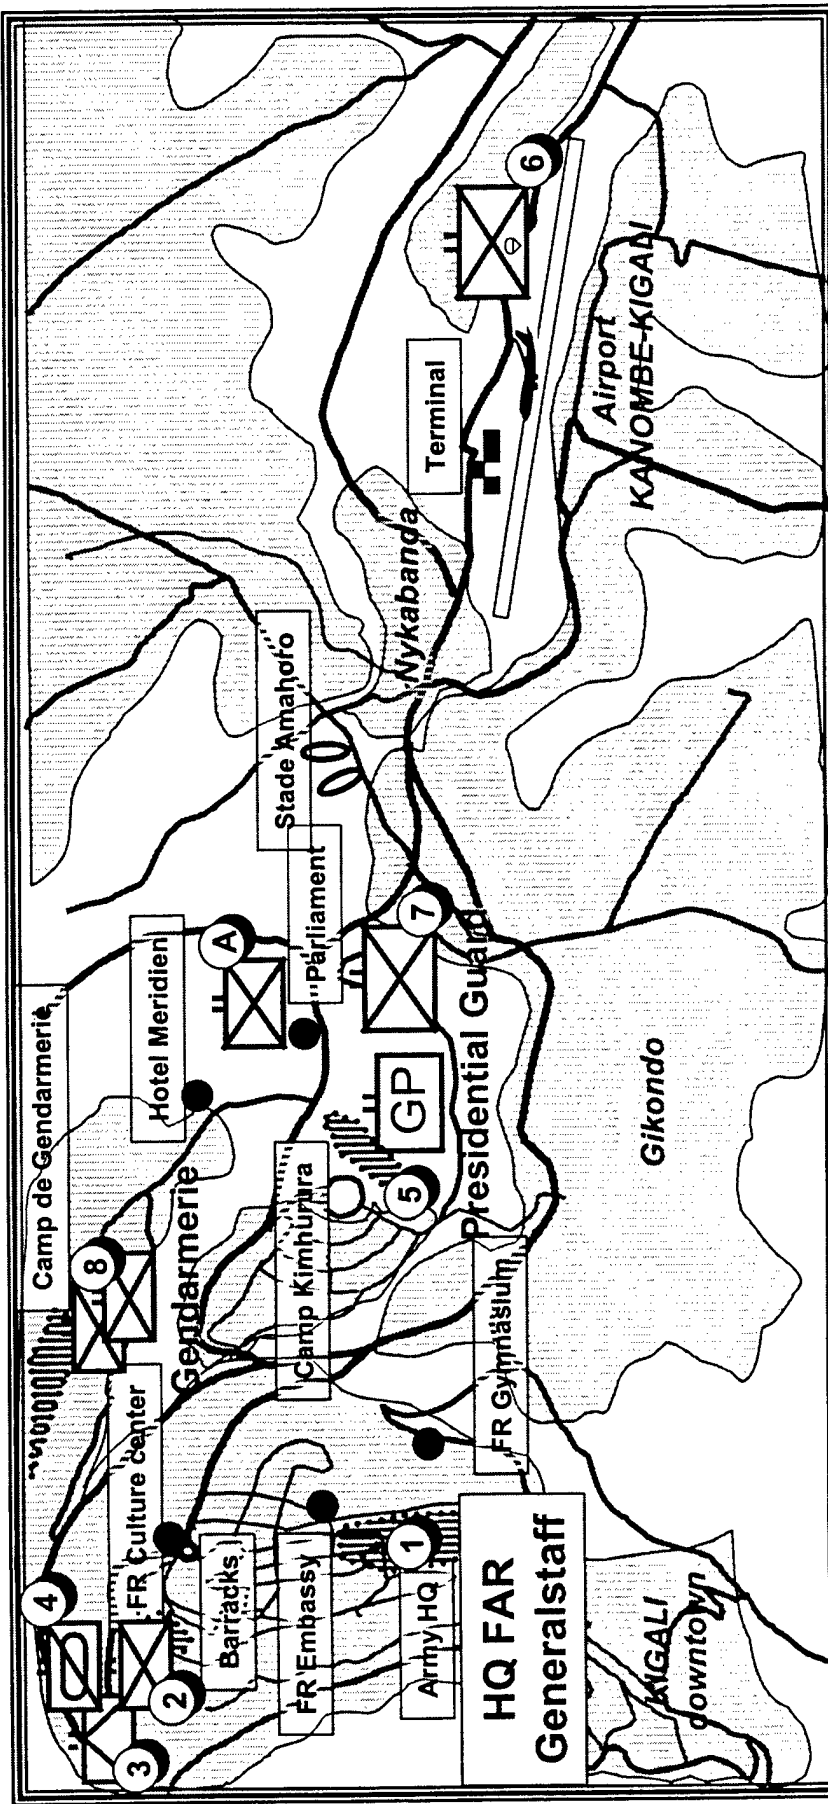 Camp de Gendarmerie
4
8
3
2
FR Culture center
Gendarmerie
Hotel Meridien
A
Barracks
FR Embassy
Camp Kimhurura
Parliament
Stade Amahoro
Army HQ
1
5
GP
7
Nykabanda
Terminal
6
HQ FAR
Generalstaff
FR Gymnasium
Presidential Guard
Airport
KANOMBE-KIGALI
KIGALI
downtown
Gikondo